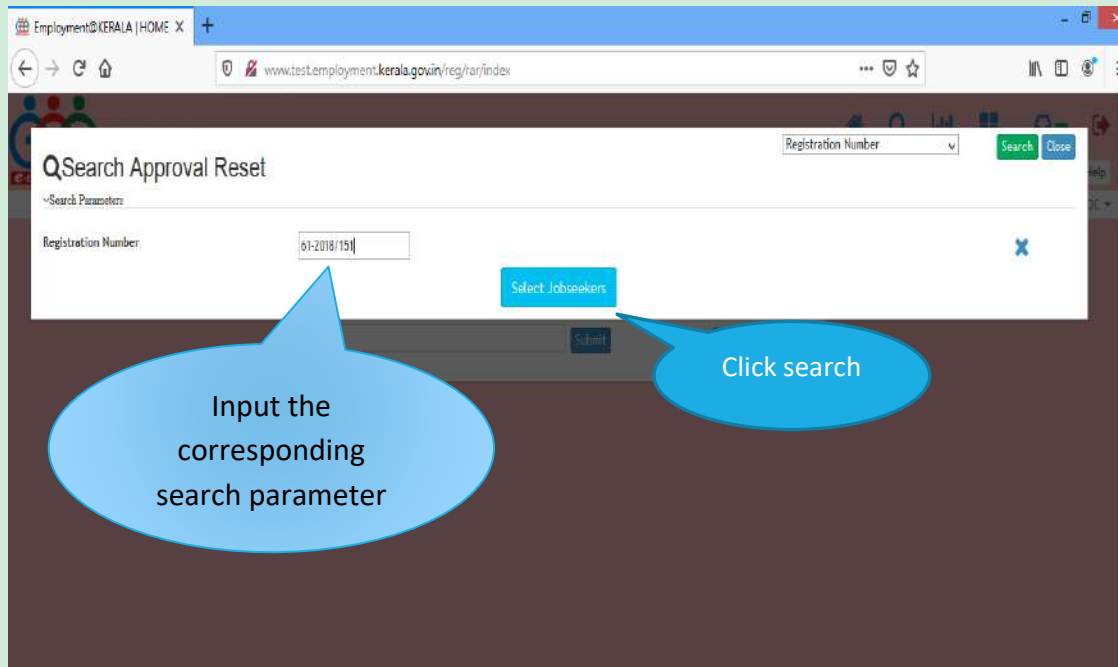 Employment@KERALA | HOME X +
www.test.employment.kerala.gov.in/reg/rar/index
Registration Number
Search Close
Search Approval Reset
Search Parameters
Registration Number 61-2018/151
Select Jobseekers
Submit
Click search
Input the
corresponding
search parameter